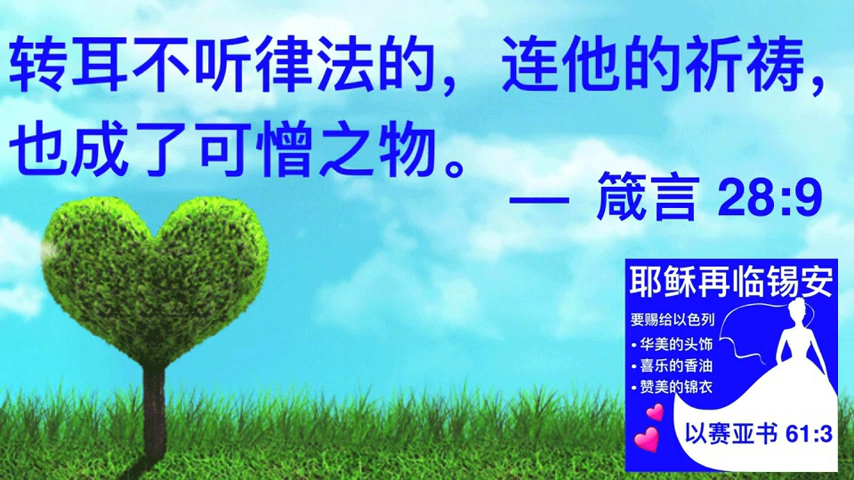 转耳不听律法的，连他的祈祷，
也成了可憎之物。
— 箴言 28:9
耶稣再临锡安
要赐给以色列
• 华美的头饰
• 喜乐的香油
• 赞美的锦衣
以赛亚书 61:3